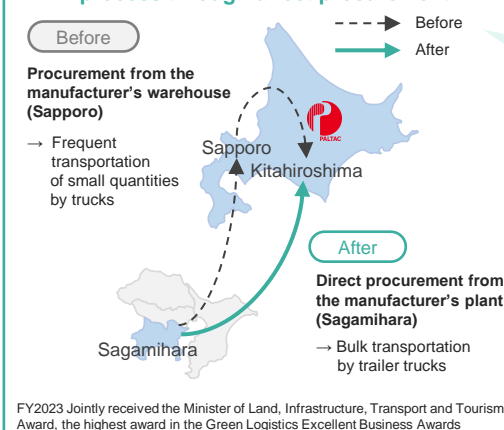 Before
Before
After
Procurement from the
manufacturer's warehouse
(Sapporo)
→ Frequent
transportation
of small quantities
by trucks
PALTAC
Sapporo
Kitahiroshima
After
Direct procurement from
the manufacturer's plant
(Sagamihara)
→ Bulk transportation
by trailer trucks
Sagamihara
FY2023 Jointly received the Minister of Land, Infrastructure, Transport and Tourism
Award, the highest award in the Green Logistics Excellent Business Awards